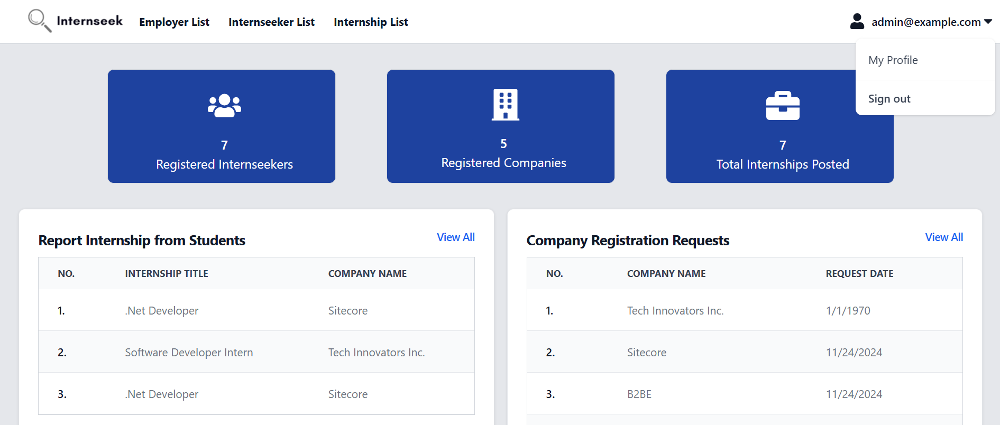 Internseek Employer List Internseeker List Internship List admin@example.com
My Profile
Sign out
7
Registered Internseekers
5
Registered Companies
7
Total Internships Posted
Report Internship from Students View All
NO. INTERNSHIP TITLE COMPANY NAME
1. .Net Developer Sitecore
2. Software Developer Intern Tech Innovators Inc.
3. .Net Developer Sitecore
Company Registration Requests View All
NO. COMPANY NAME REQUEST DATE
1. Tech Innovators Inc. 1/1/1970
2. Sitecore 11/24/2024
3. B2BE 11/24/2024